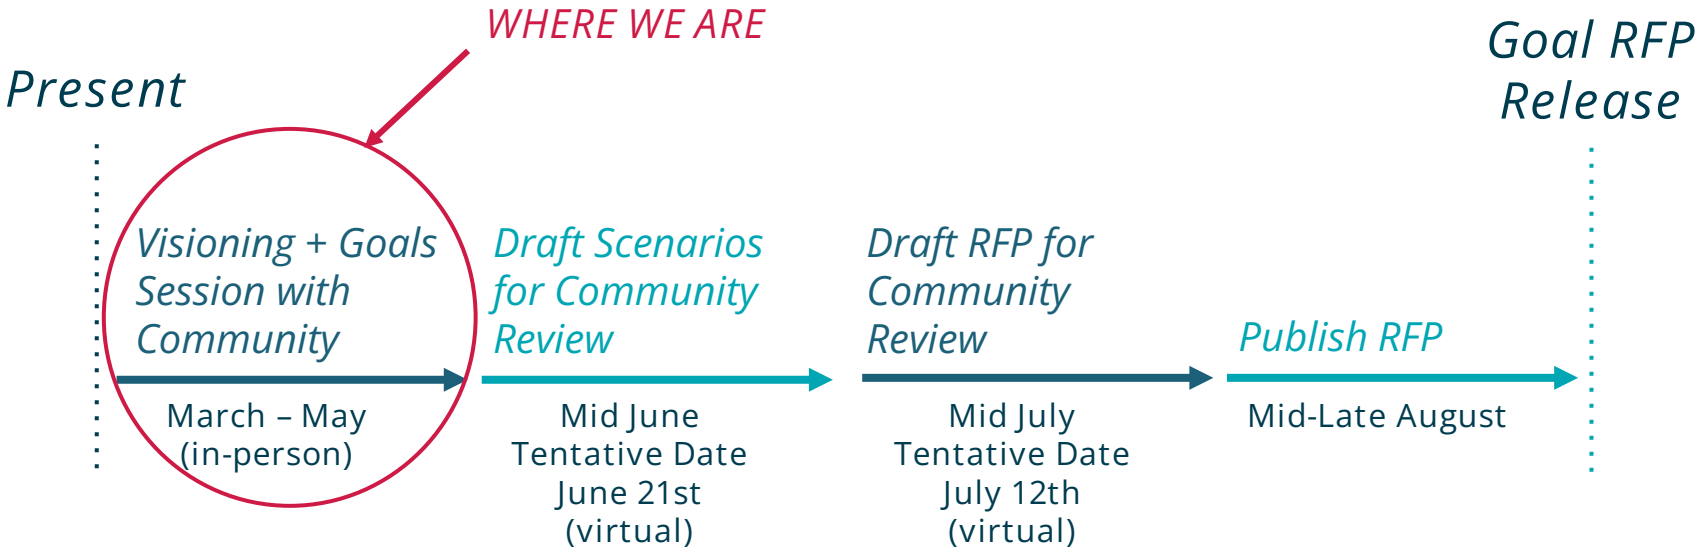 WHERE WE ARE
Present
Goal RFP
Release
Visioning + Goals
Session with
Community
March – May
(in-person)
Draft Scenarios
for Community
Review
Mid June
Tentative Date
June 21st
(virtual)
Draft RFP for
Community
Review
Mid July
Tentative Date
July 12th
(virtual)
Publish RFP
Mid-Late August